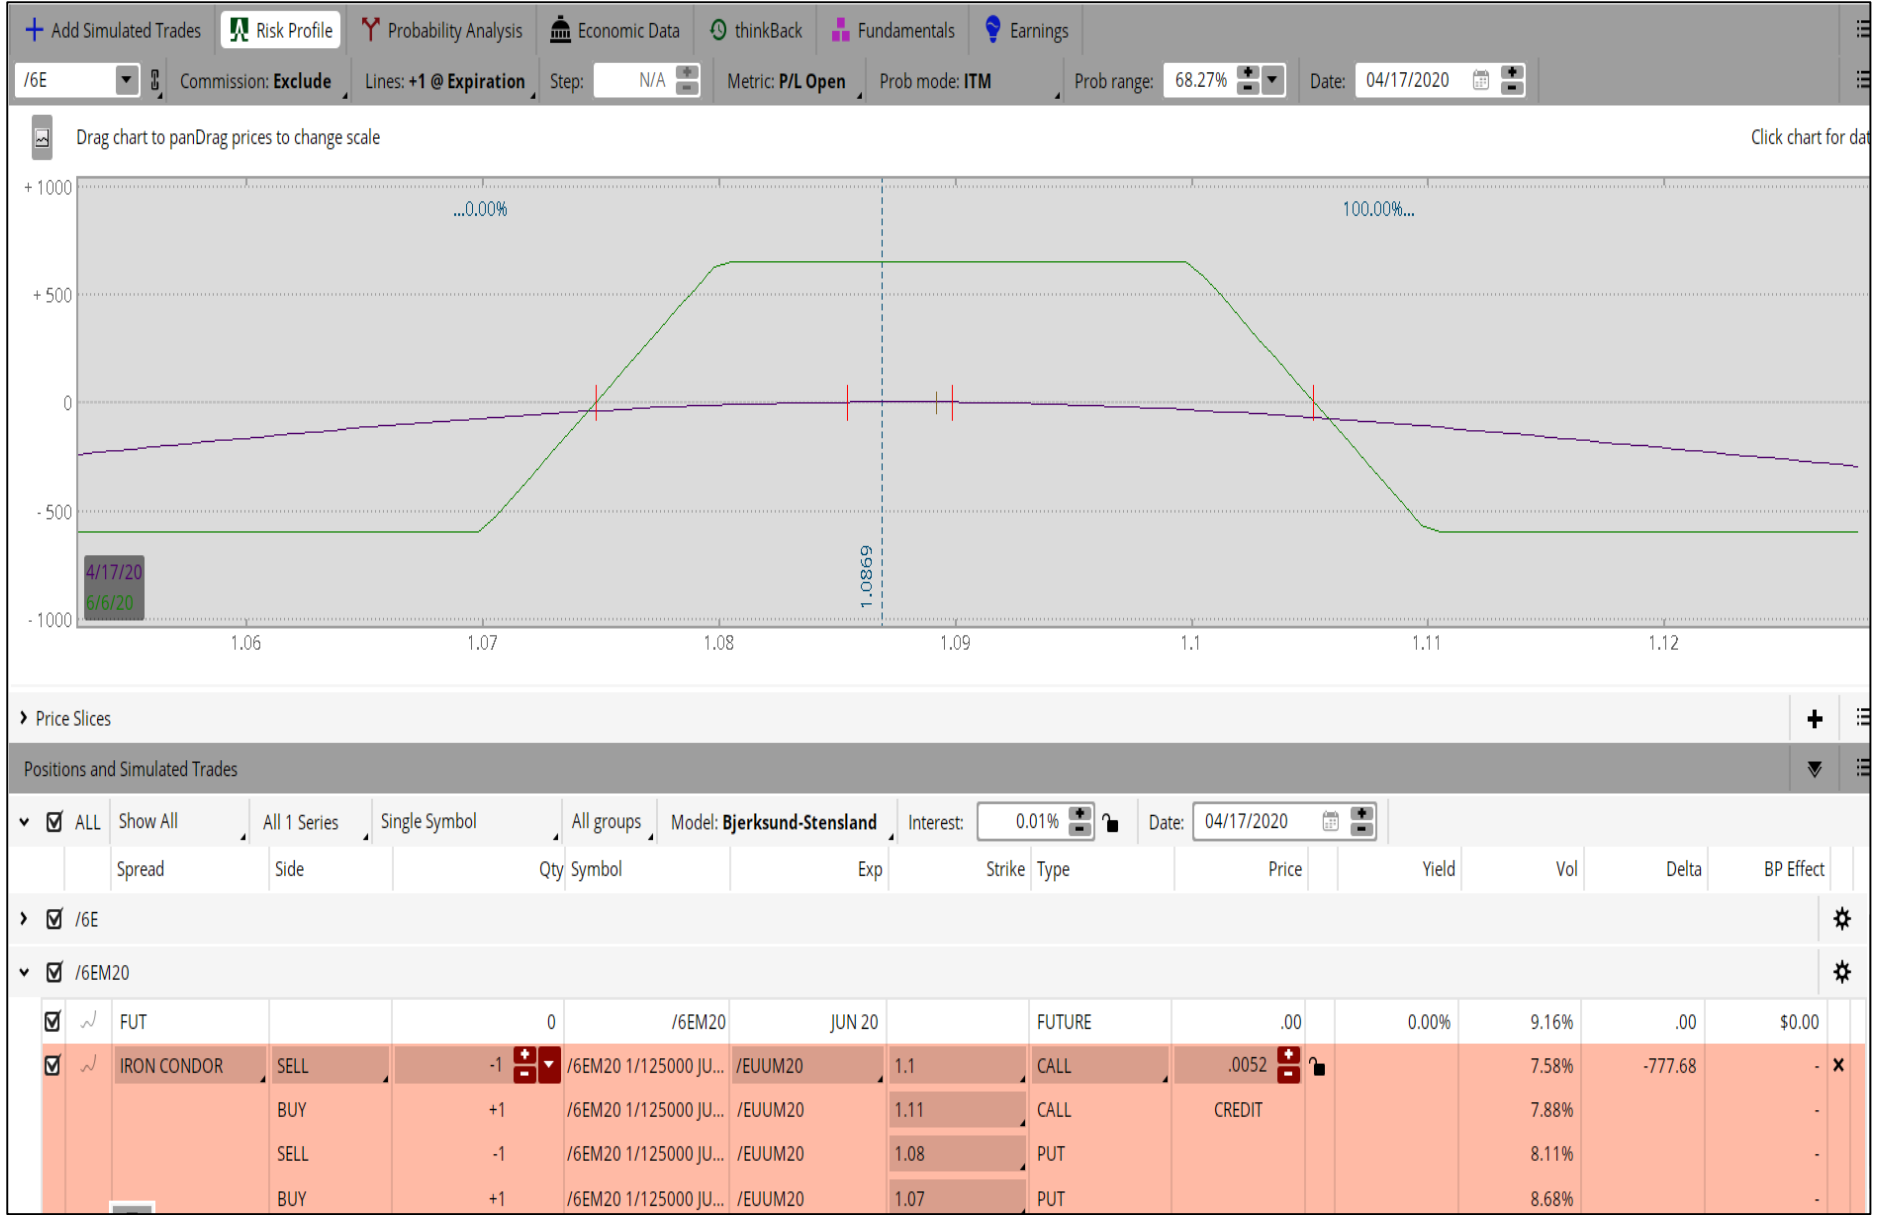 Add Simulated Trades Risk Profile Probability Analysis Economic Data thinkBack Fundamentals Earnings
/6E Commission: Exclude Lines: +1 @ Expiration Step: N/A Metric: P/L Open Prob mode: ITM Prob range: 68.27% Date: 04/17/2020
Drag chart to panDrag prices to change scale Click chart for dat
+1000
...0.00% 100.00%...
+500
0
-500
1.0869
4/17/20
6/6/20
-1000
1.06 1.07 1.08 1.09 1.1 1.11 1.12
Price Slices
Positions and Simulated Trades
ALL Show All All 1 Series Single Symbol All groups Model: Bjerksund-Stensland Interest: 0.01% Date: 04/17/2020
Spread Side Qty Symbol Exp Strike Type Price Yield Vol Delta BP Effect
/6E
/6EM20
FUT 0 /6EM20 JUN 20 FUTURE .00 0.00% 9.16% .00 $0.00
IRON CONDOR SELL -1 /6EM20 1/125000 JU... /EUUM20 1.1 CALL .0052 7.58% -777.68 -
BUY +1 /6EM20 1/125000 JU... /EUUM20 1.11 CALL CREDIT 7.88% -
SELL -1 /6EM20 1/125000 JU... /EUUM20 1.08 PUT 8.11% -
BUY +1 /6EM20 1/125000 JU... /EUUM20 1.07 PUT 8.68% -